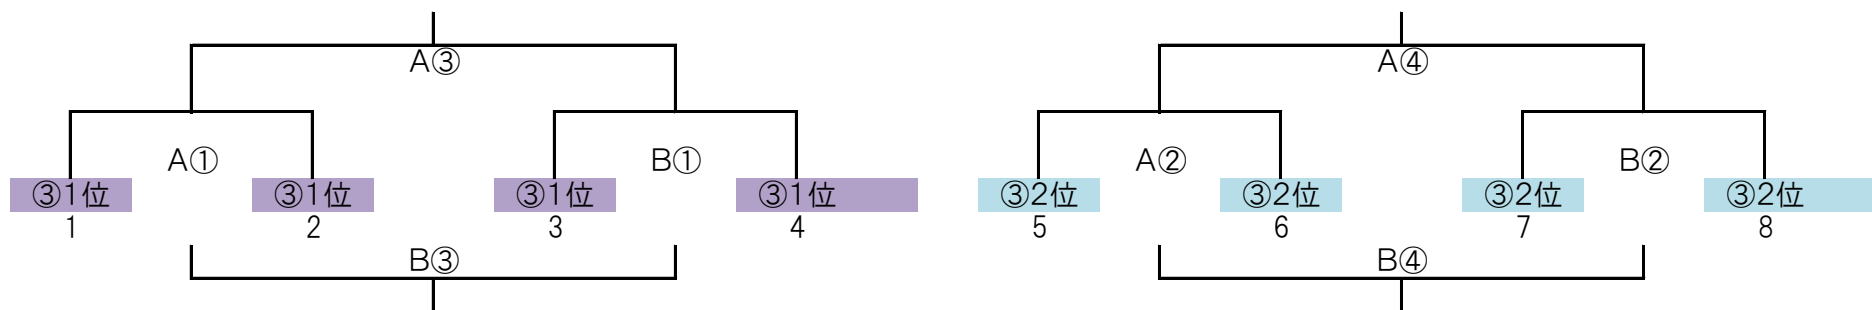 A③ A④
A① B① A② B②
③1位 ③1位 ③1位 ③1位 ③2位 ③2位 ③2位 ③2位
1 2 3 4 5 6 7 8
B③ B④